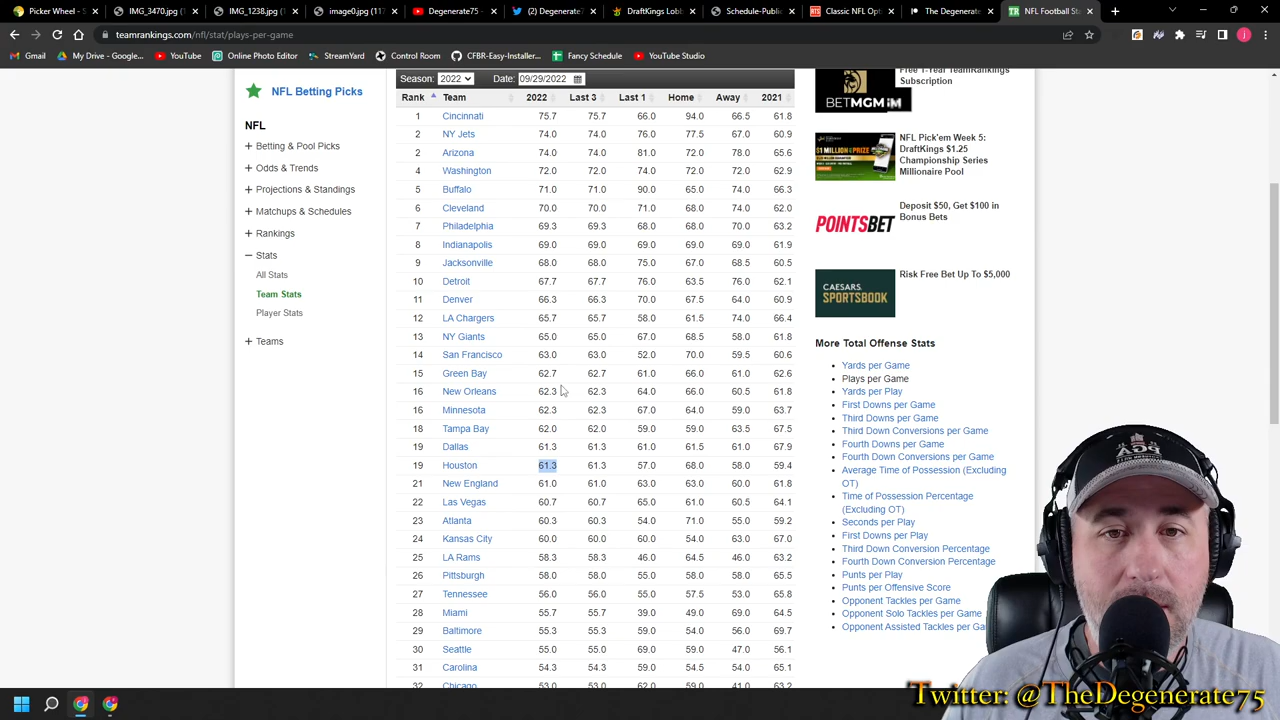 Picker Wheel - S
IMG_3470.jpg (1
IMG_1238.jpg (3
cng0gyi.png (117
Degenerate75 -
(2) Degenerate7
DraftKings Lobb
Schedule-Public
Classic NFL Opt
The Degenerate
NFL Football Sta
teamrankings.com/nfl/stat/plays-per-game
Gmail
My Drive - Google...
YouTube
Online Photo Editor
StreamYard
Control Room
CFBR-Easy-Installer...
Fancy Schedule
YouTube Studio
NFL Betting Picks
NFL
+ Betting & Pool Picks
+ Odds & Trends
+ Projections & Standings
+ Matchups & Schedules
+ Rankings
− Stats
All Stats
Team Stats
Player Stats
+ Teams
Season: 2022 Date: 09/29/2022
Rank Team 2022 Last 3 Last 1 Home Away 2021
1 Cincinnati 75.7 75.7 66.0 94.0 66.5 61.8
2 NY Jets 74.0 74.0 76.0 77.5 67.0 60.9
2 Arizona 74.0 74.0 81.0 72.0 78.0 65.6
4 Washington 72.0 72.0 74.0 72.0 72.0 62.9
5 Buffalo 71.0 71.0 90.0 65.0 74.0 66.3
6 Cleveland 70.0 70.0 71.0 68.0 74.0 62.0
7 Philadelphia 69.3 69.3 68.0 68.0 70.0 63.2
8 Indianapolis 69.0 69.0 69.0 69.0 69.0 61.9
9 Jacksonville 68.0 68.0 75.0 67.0 68.5 60.5
10 Detroit 67.7 67.7 76.0 63.5 76.0 62.1
11 Denver 66.3 66.3 70.0 67.5 64.0 60.9
12 LA Chargers 65.7 65.7 58.0 61.5 74.0 66.4
13 NY Giants 65.0 65.0 67.0 68.5 58.0 61.8
14 San Francisco 63.0 63.0 52.0 70.0 59.5 60.6
15 Green Bay 62.7 62.7 61.0 66.0 61.0 62.6
16 New Orleans 62.3 62.3 64.0 66.0 60.5 61.8
16 Minnesota 62.3 62.3 67.0 64.0 59.0 63.7
18 Tampa Bay 62.0 62.0 59.0 59.0 63.5 67.5
19 Dallas 61.3 61.3 61.0 61.5 61.0 67.9
19 Houston 61.3 61.3 57.0 68.0 58.0 59.4
21 New England 61.0 61.0 63.0 63.0 60.0 61.8
22 Las Vegas 60.7 60.7 65.0 61.0 60.5 64.1
23 Atlanta 60.3 60.3 54.0 71.0 55.0 59.2
24 Kansas City 60.0 60.0 60.0 54.0 63.0 67.0
25 LA Rams 58.3 58.3 46.0 64.5 46.0 63.2
26 Pittsburgh 58.0 58.0 55.0 58.0 58.0 65.5
27 Tennessee 56.0 56.0 55.0 57.5 53.0 65.8
28 Miami 55.7 55.7 39.0 49.0 69.0 64.5
29 Baltimore 55.3 55.3 55.0 54.0 56.0 69.7
30 Seattle 55.0 55.0 69.0 59.0 47.0 56.1
31 Carolina 54.3 54.3 59.0 54.5 54.0 65.1
32 Chicago 53.0 53.0 62.0 59.0 41.0 63.2
Free 1-Year TeamRankings
Subscription
BETMGM
NFL Pick'em Week 5:
DraftKings $1.25
Championship Series
Millionaire Pool
$1 MILLION PRIZE
Deposit $50, Get $100 in
Bonus Bets
POINTSBET
Risk Free Bet Up To $5,000
CAESARS
SPORTSBOOK
More Total Offense Stats
Yards per Game
Plays per Game
Yards per Play
First Downs per Game
Third Downs per Game
Third Down Conversions per Game
Fourth Downs per Game
Fourth Down Conversions per Game
Average Time of Possession (Excluding
OT)
Time of Possession Percentage
(Excluding OT)
Seconds per Play
First Downs per Play
Third Down Conversion Percentage
Fourth Down Conversion Percentage
Punts per Play
Punts per Offensive Score
Opponent Tackles per Game
Opponent Solo Tackles per Game
Opponent Assisted Tackles per Ga
Twitter: @TheDegenerate75